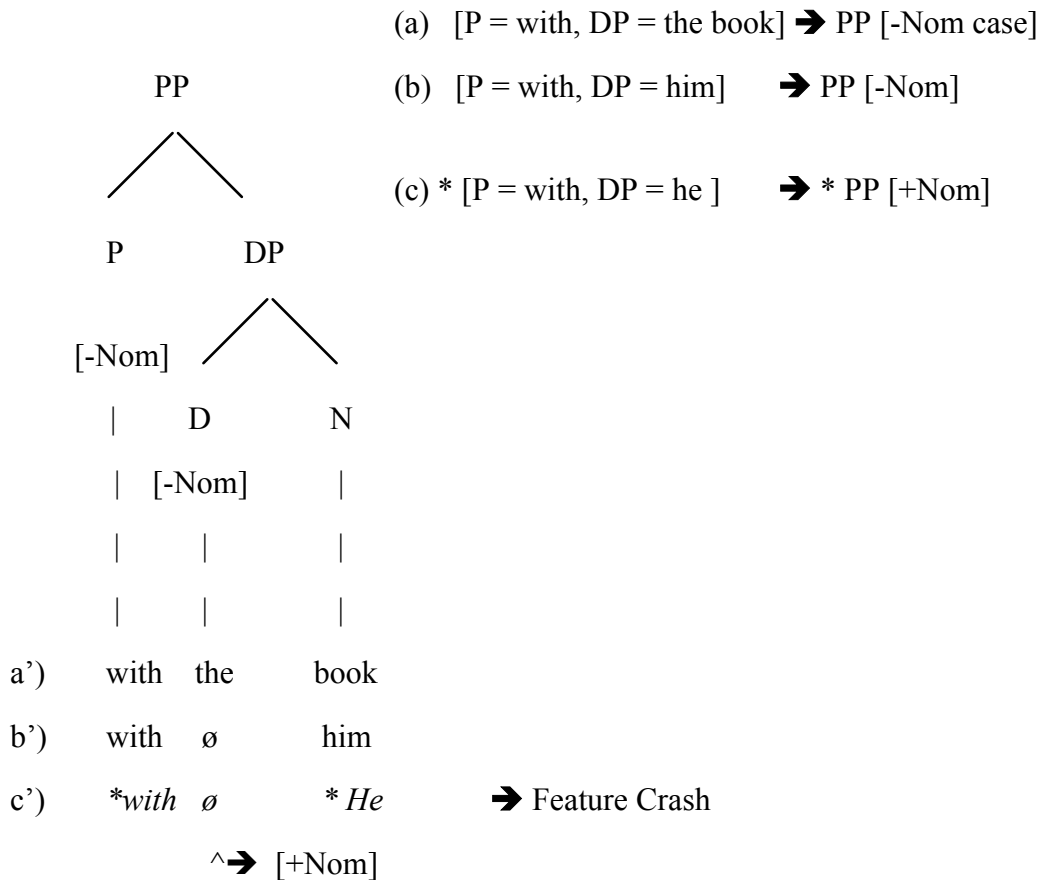 (a) [P = with, DP = the book] ➔ PP [-Nom case]
PP (b) [P = with, DP = him] ➔ PP [-Nom]
(c) * [P = with, DP = he ] ➔ * PP [+Nom]
P DP
[-Nom]
| D N
| [-Nom] |
| | |
| | |
a’) with the book
b’) with ø him
c’) *with ø * He ➔ Feature Crash
^➔ [+Nom]